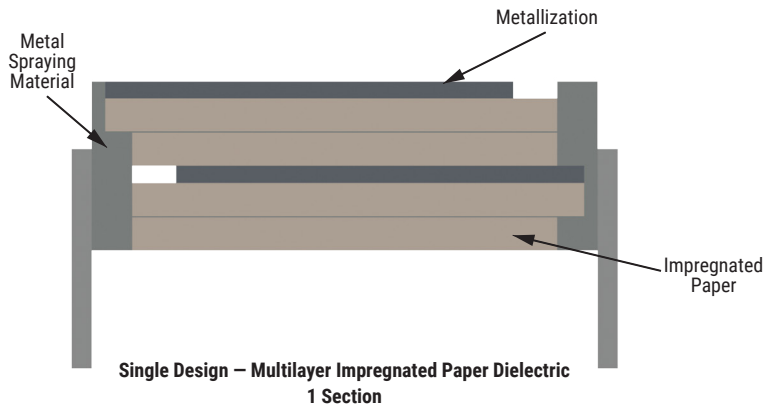 Metallization
Metal
Spraying
Material
Impregnated
Paper
Single Design — Multilayer Impregnated Paper Dielectric
1 Section